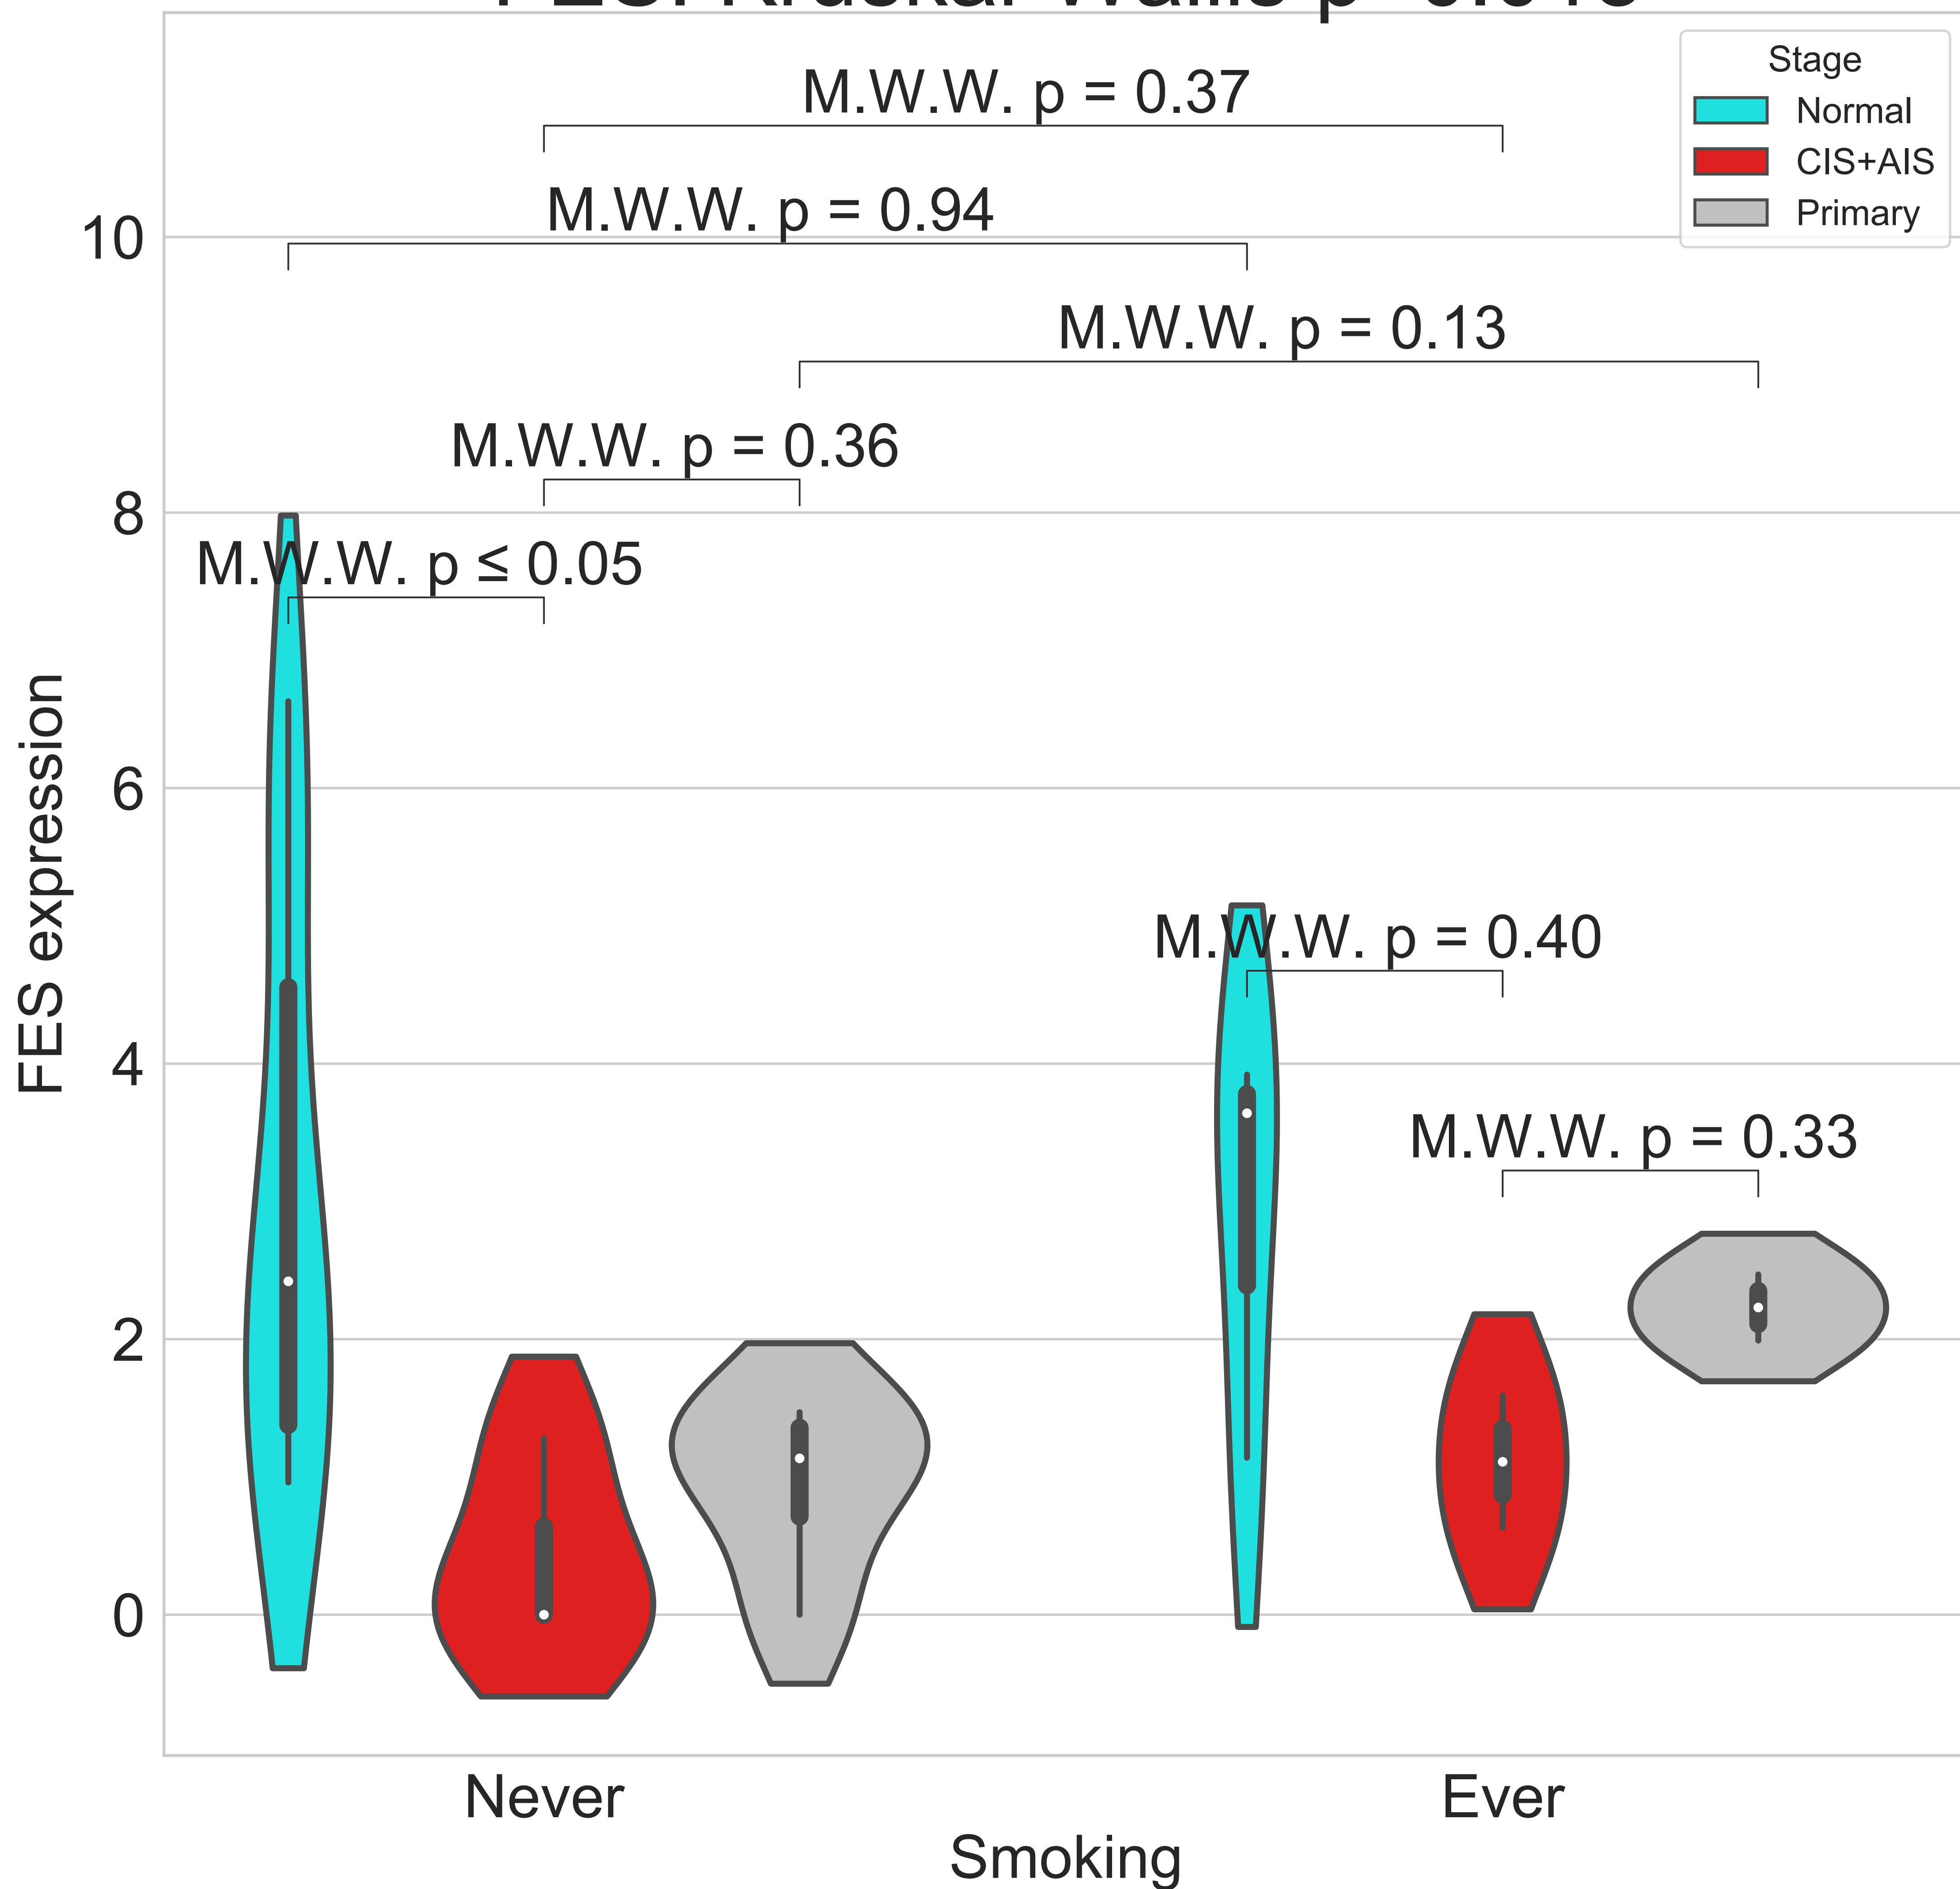 Stage
Normal
CIS+AIS
Primary
M.W.W. p = 0.37
M.W.W. p = 0.94
M.W.W. p = 0.13
M.W.W. p = 0.36
M.W.W. p ≤ 0.05
M.W.W. p = 0.40
M.W.W. p = 0.33
10
8
6
4
2
0
FES expression
Never
Ever
Smoking